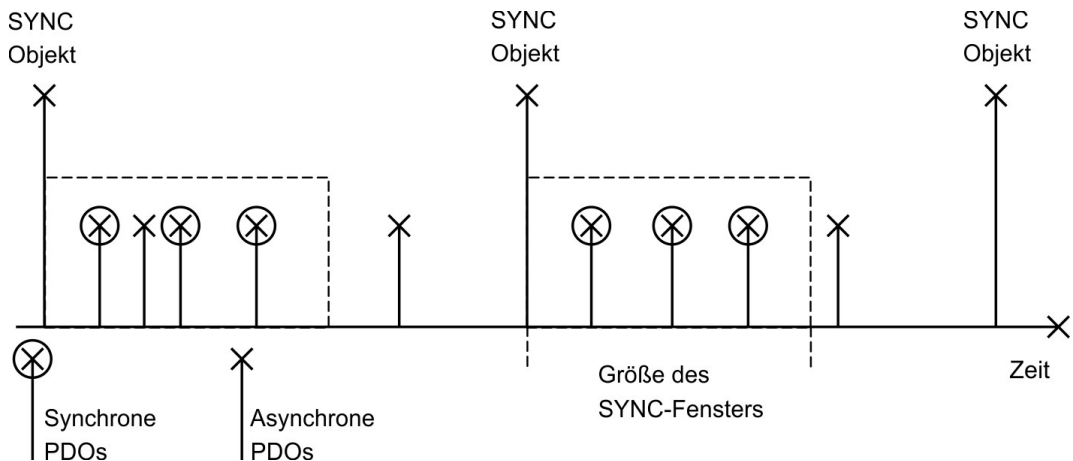 SYNC
Objekt
SYNC
Objekt
SYNC
Objekt
Zeit
Größe des
SYNC-Fensters
Synchrone
PDOs
Asynchrone
PDOs